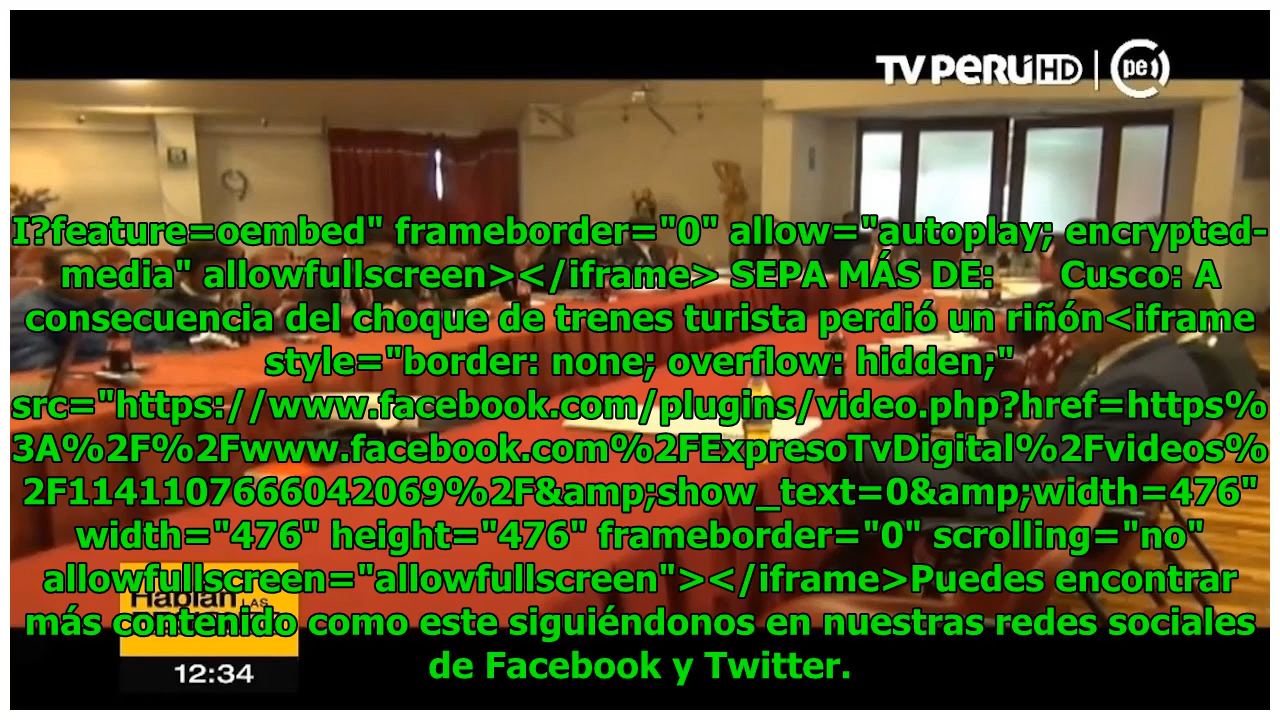 TVPERÚHD | pe
I?feature=oembed" frameborder="0" allow="autoplay; encrypted-
media" allowfullscreen></iframe> SEPA MÁS DE: Cusco: A
consecuencia del choque de trenes turista perdió un riñón<iframe
style="border: none; overflow: hidden;"
src="https://www.facebook.com/plugins/video.php?href=https%
3A%2F%2Fwww.facebook.com%2FExpresoTvDigital%2Fvideos%
2F1141107666042069%2F&amp;show_text=0&amp;width=476"
width="476" height="476" frameborder="0" scrolling="no"
allowfullscreen="allowfullscreen"></iframe>Puedes encontrar
Hablan LAS
más contenido como este siguiéndonos en nuestras redes sociales
de Facebook y Twitter.
12:34